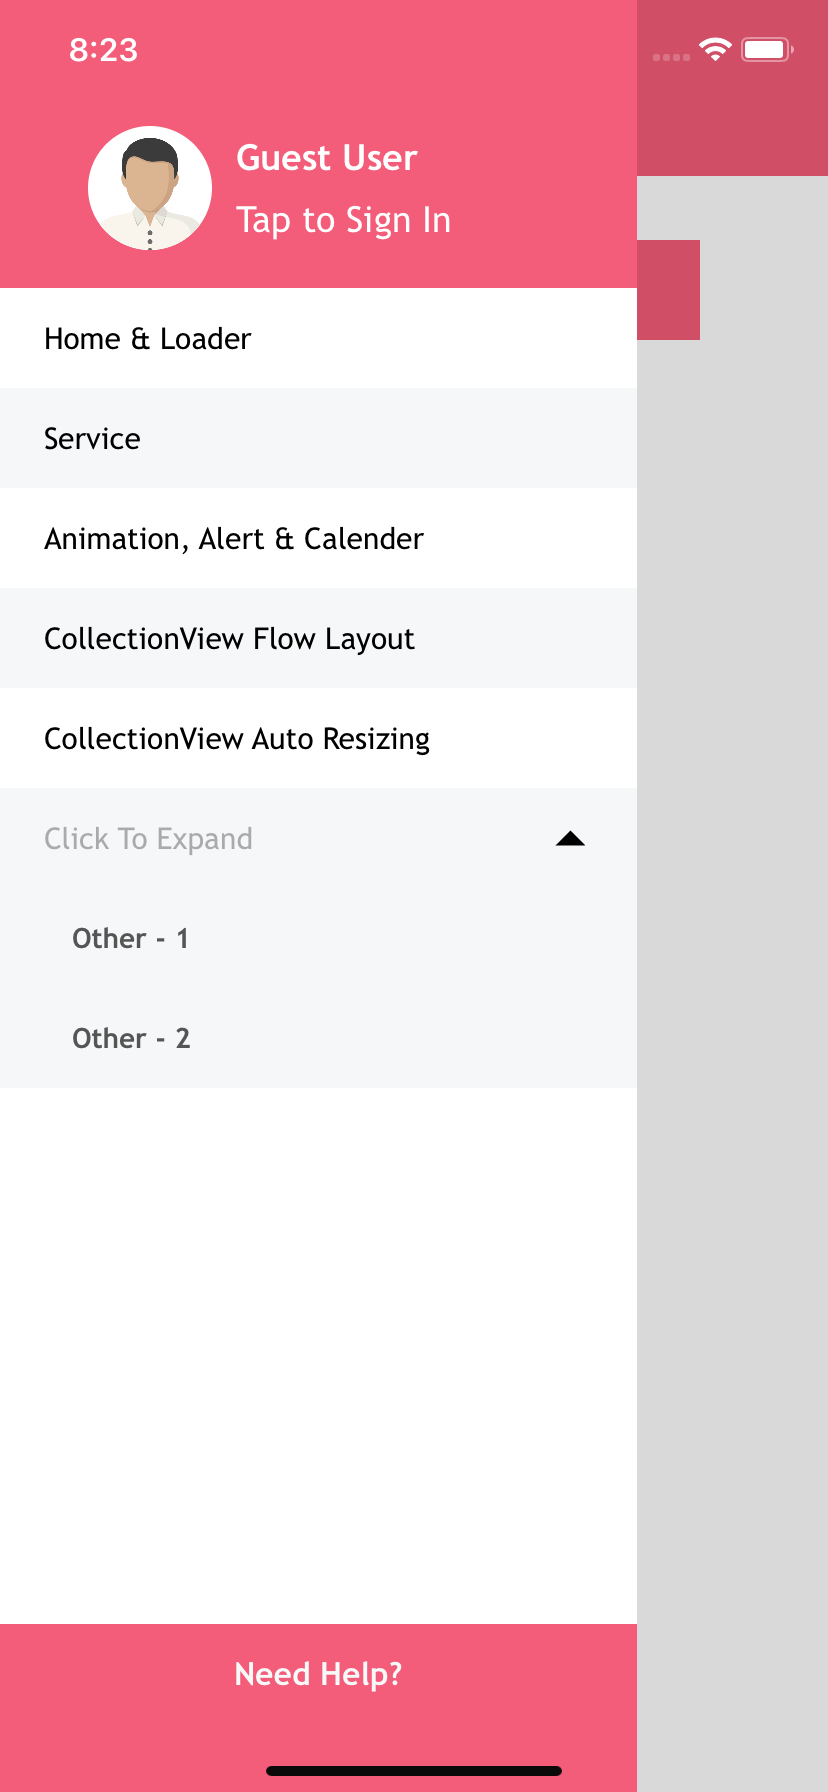 8:23
Guest User
Tap to Sign In
Home & Loader
Service
Animation, Alert & Calender
CollectionView Flow Layout
CollectionView Auto Resizing
Click To Expand
Other - 1
Other - 2
Need Help?